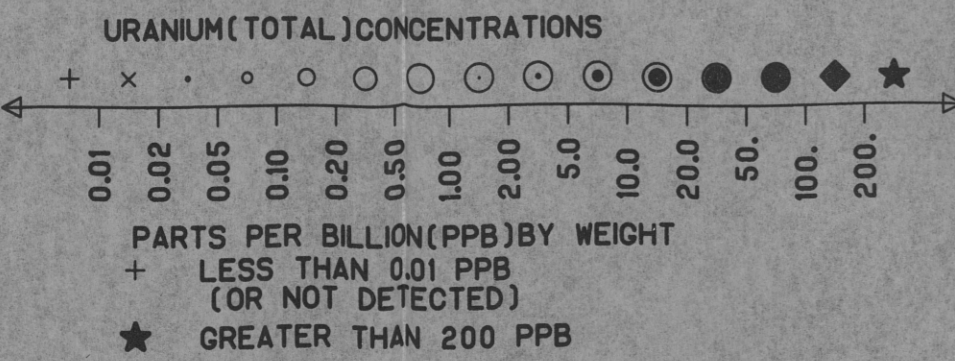 URANIUM(TOTAL)CONCENTRATIONS
0.01 0.02 0.05 0.10 0.20 0.50 1.00 2.00 5.0 10.0 20.0 50. 100. 200.
PARTS PER BILLION(PPB)BY WEIGHT
+ LESS THAN 0.01 PPB
(OR NOT DETECTED)
★ GREATER THAN 200 PPB